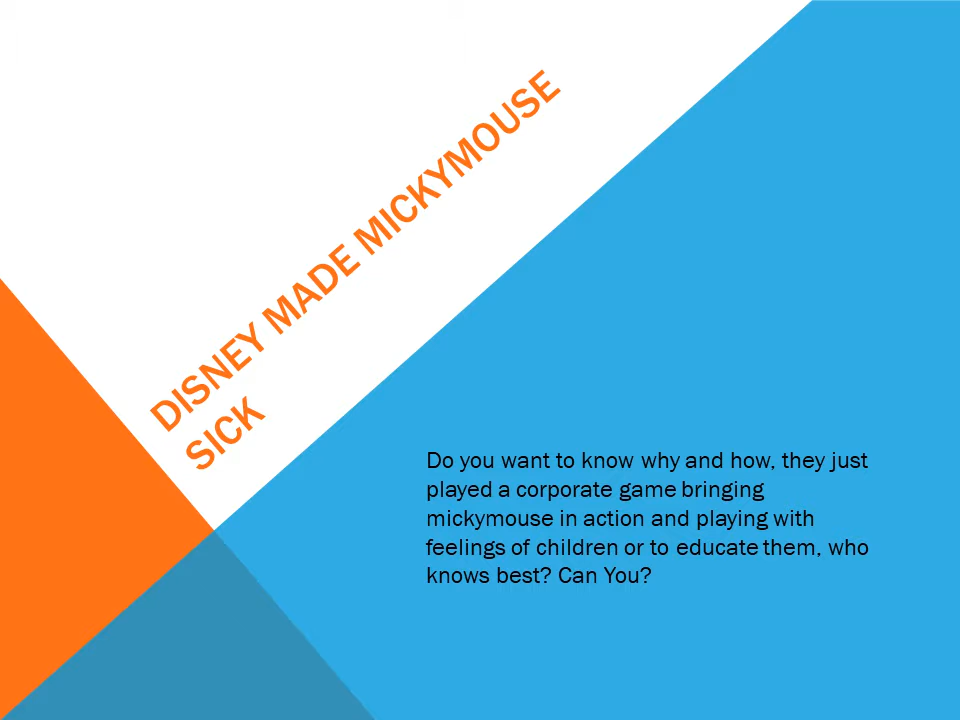 DISNEY MADE MICKYMOUSE
SICK
Do you want to know why and how, they just
played a corporate game bringing
mickymouse in action and playing with
feelings of children or to educate them, who
knows best? Can You?